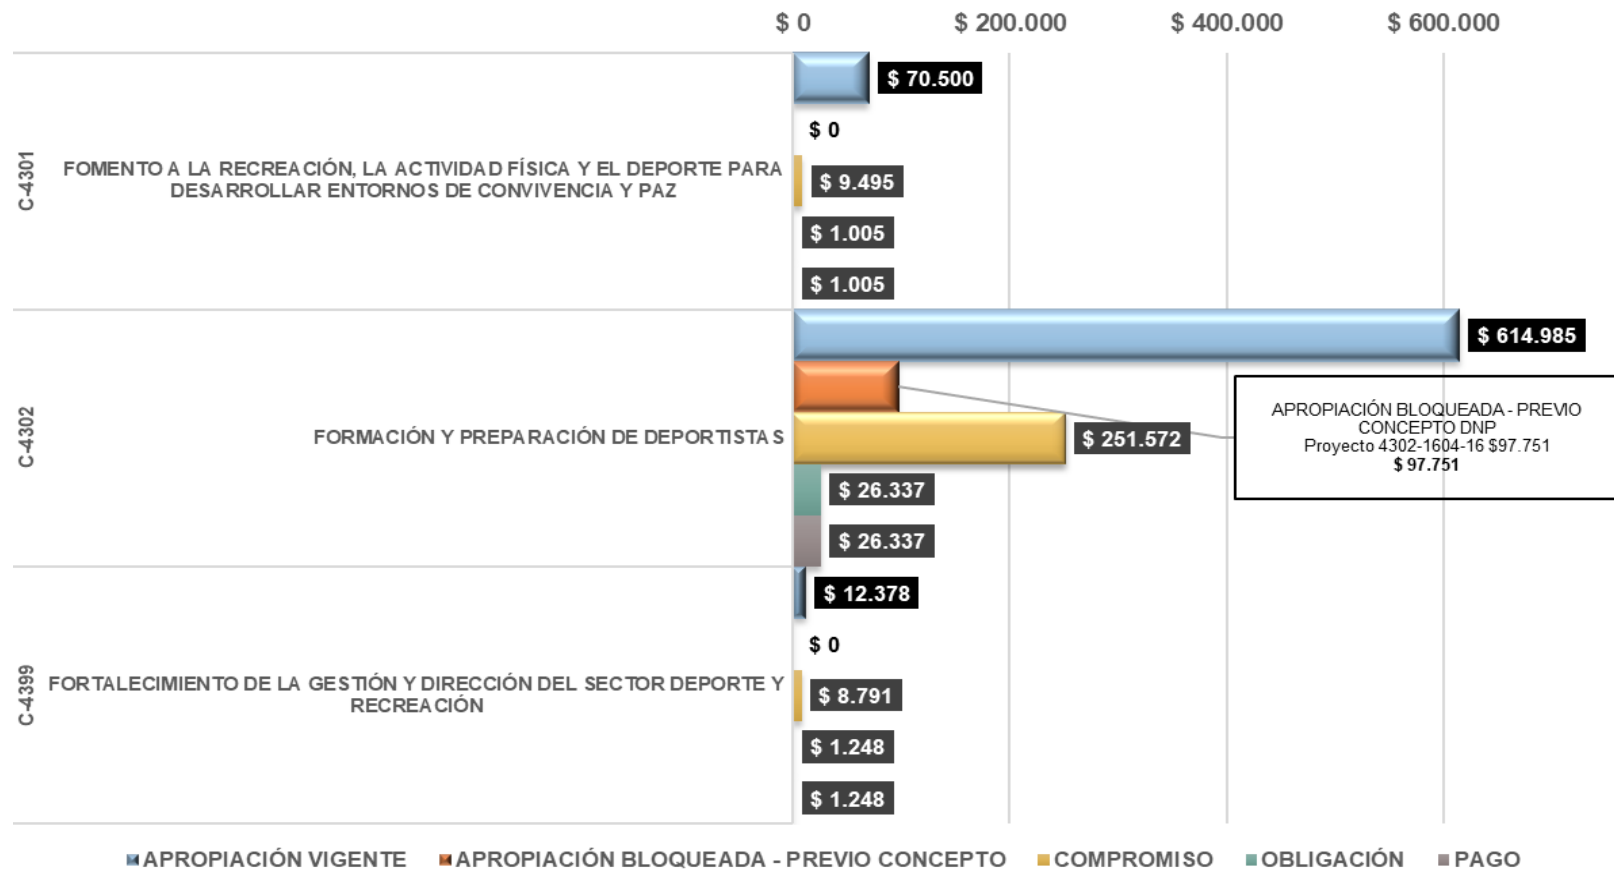 $ 0
$ 200.000
$ 400.000
$ 600.000
C-4301
FOMENTO A LA RECREACIÓN, LA ACTIVIDAD FÍSICA Y EL DEPORTE PARA
DESARROLLAR ENTORNOS DE CONVIVENCIA Y PAZ
$ 70.500
$ 0
$ 9.495
$ 1.005
$ 1.005
C-4302
FORMACIÓN Y PREPARACIÓN DE DEPORTISTAS
$ 614.985
APROPIACIÓN BLOQUEADA - PREVIO
CONCEPTO DNP
Proyecto 4302-1604-16 $97.751
$ 97.751
$ 251.572
$ 26.337
$ 26.337
C-4399
FORTALECIMIENTO DE LA GESTIÓN Y DIRECCIÓN DEL SECTOR DEPORTE Y
RECREACIÓN
$ 12.378
$ 0
$ 8.791
$ 1.248
$ 1.248
APROPIACIÓN VIGENTE
APROPIACIÓN BLOQUEADA - PREVIO CONCEPTO
COMPROMISO
OBLIGACIÓN
PAGO